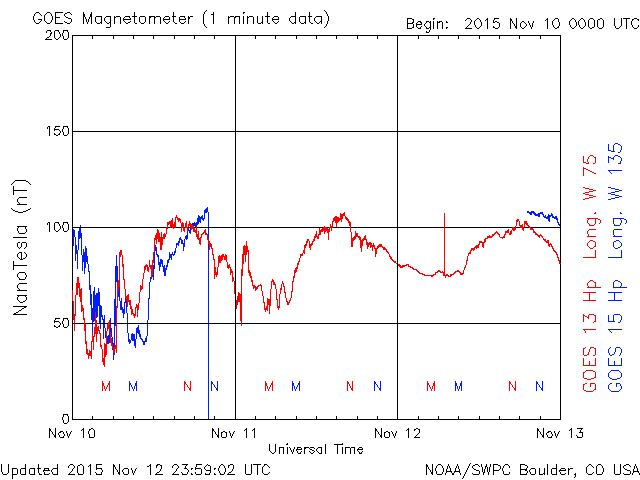 GOES Magnetometer (1 minute data)
Begin: 2015 Nov 10 0000 UTC
200
150
100
50
0
NanoTesla (nT)
M M N N M M N N M M N N
Nov 10 Nov 11 Nov 12 Nov 13
Universal Time
GOES 13 Hp Long. W 75
GOES 15 Hp Long. W 135
Updated 2015 Nov 12 23:59:02 UTC
NOAA/SWPC Boulder, CO USA